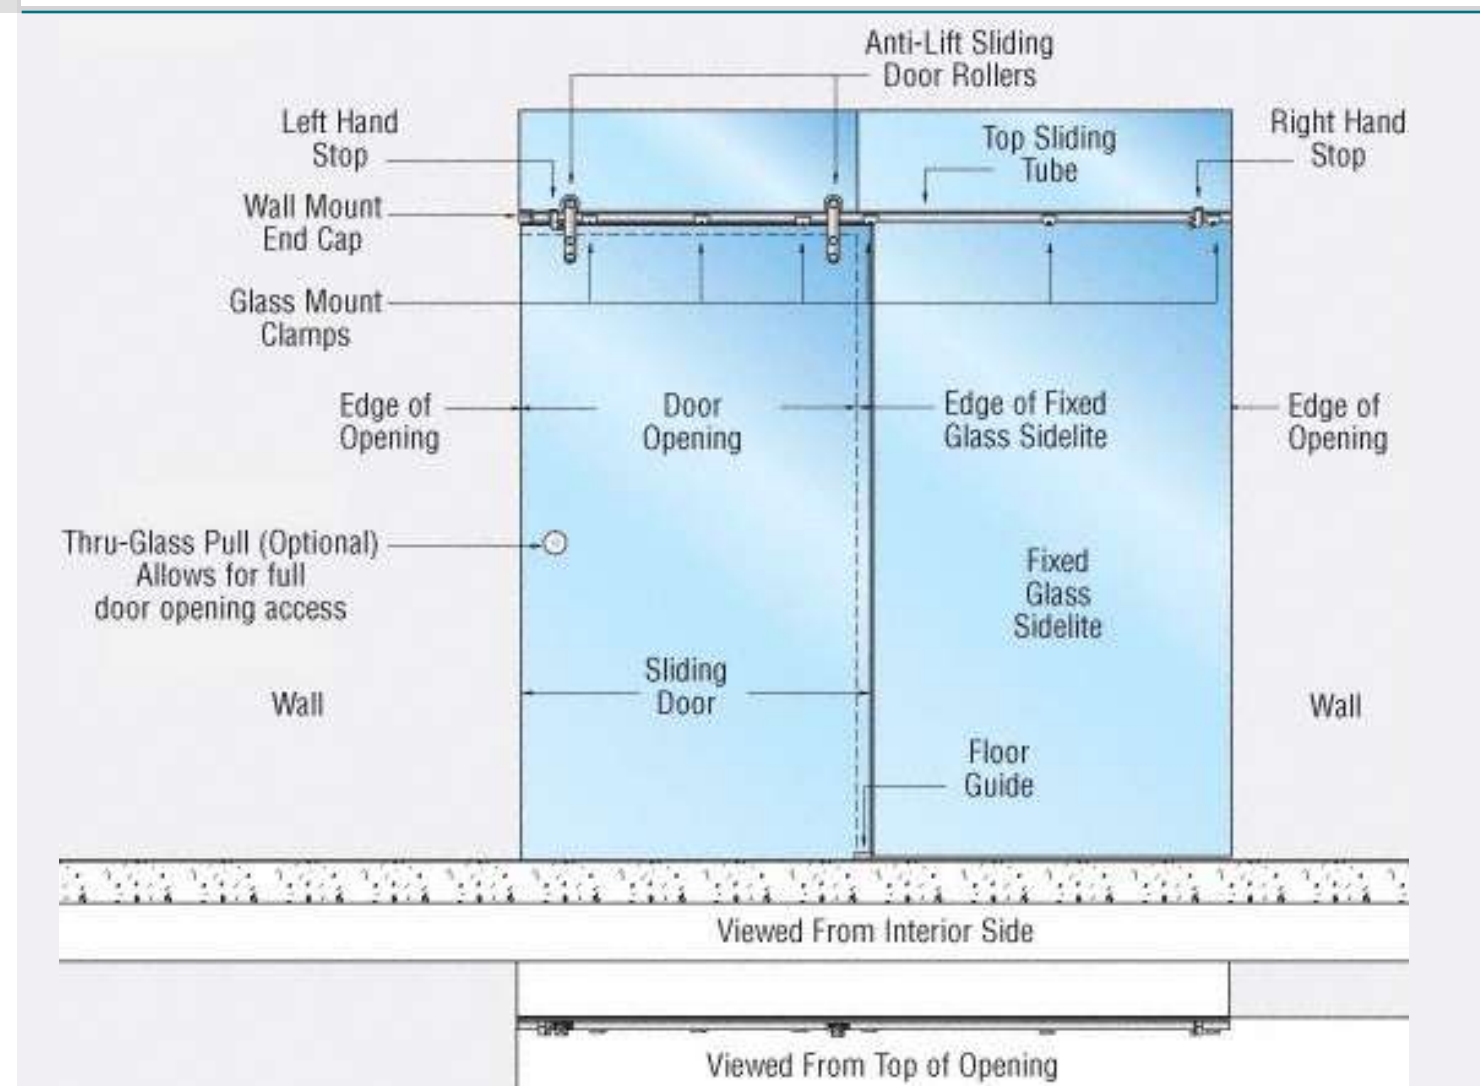 Anti-Lift Sliding
Door Rollers
Left Hand
Stop
Top Sliding
Tube
Right Hand
Stop
Wall Mount
End Cap
Glass Mount
Clamps
Edge of
Opening
Door
Opening
Edge of Fixed
Glass Sidelite
Edge of
Opening
Thru-Glass Pull (Optional)
Allows for full
door opening access
Fixed
Glass
Sidelite
Sliding
Door
Wall
Wall
Floor
Guide
Viewed From Interior Side
Viewed From Top of Opening